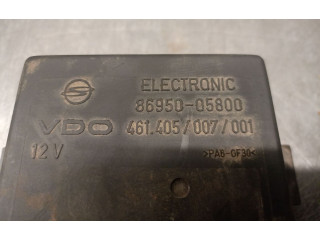 ELECTRONIC
86950-05800
VDO 461.405/007/001
12 V >PA6-GF30<